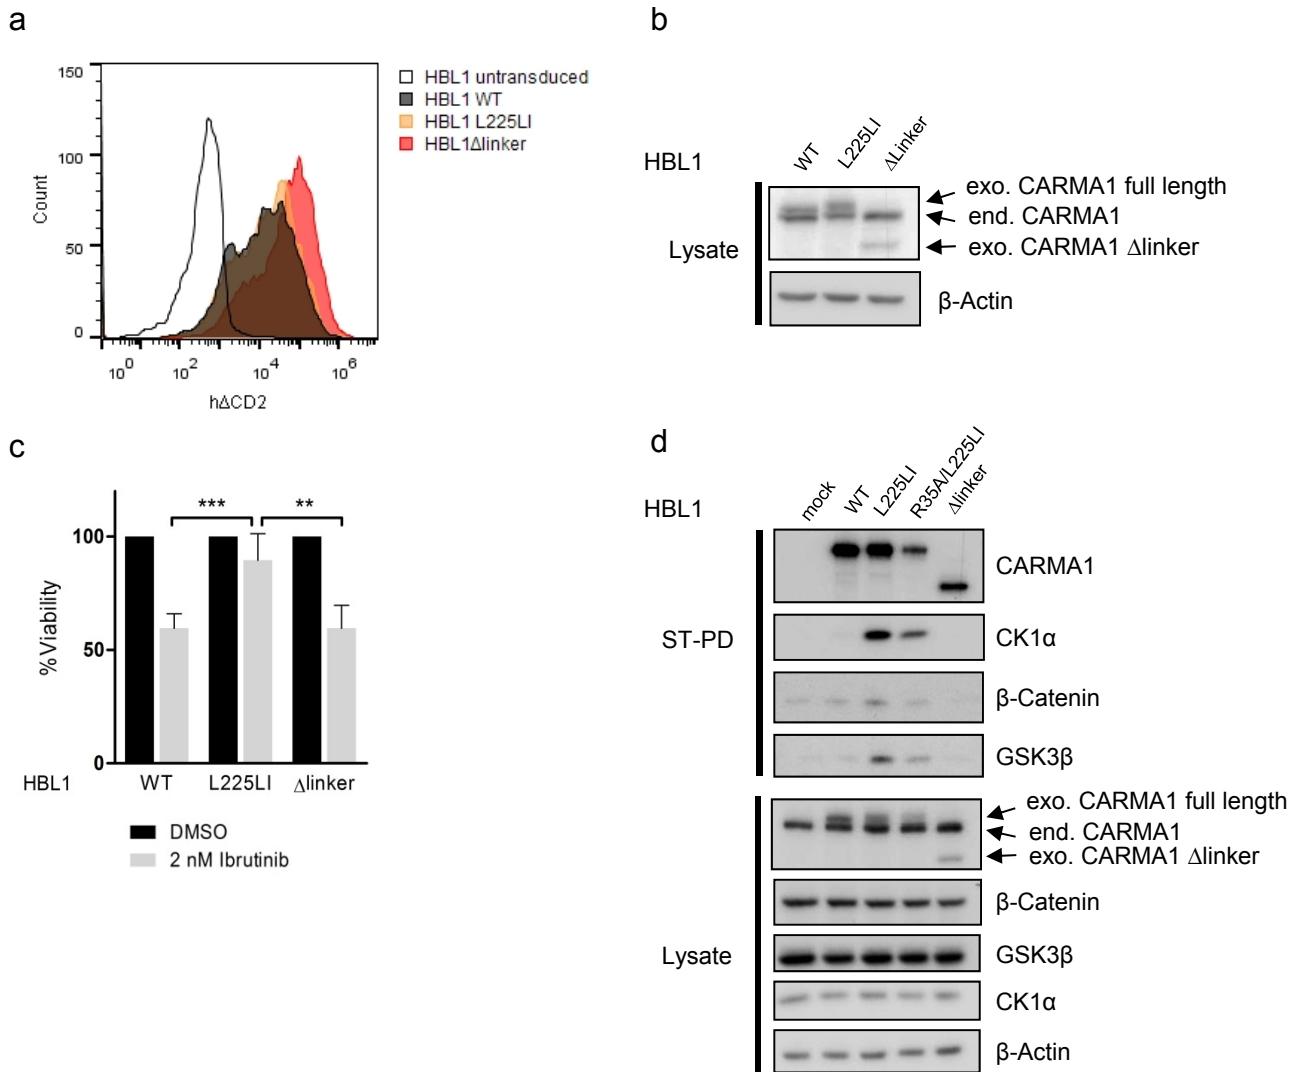 a
150
100
50
0
Count
10^0 10^2 10^4 10^6
hΔCD2
HBL1 untransduced
HBL1 WT
HBL1 L225LI
HBL1Δlinker
b
HBL1
WT L225LI ΔLinker
Lysate
exo. CARMA1 full length
end. CARMA1
exo. CARMA1 Δlinker
β-Actin
c
*** **
100
50
0
%Viability
HBL1 WT L225LI Δlinker
DMSO
2 nM Ibrutinib
d
HBL1
mock WT L225LI R35A/L225LI Δlinker
ST-PD
CARMA1
CK1α
β-Catenin
GSK3β
Lysate
exo. CARMA1 full length
end. CARMA1
exo. CARMA1 Δlinker
β-Catenin
GSK3β
CK1α
β-Actin